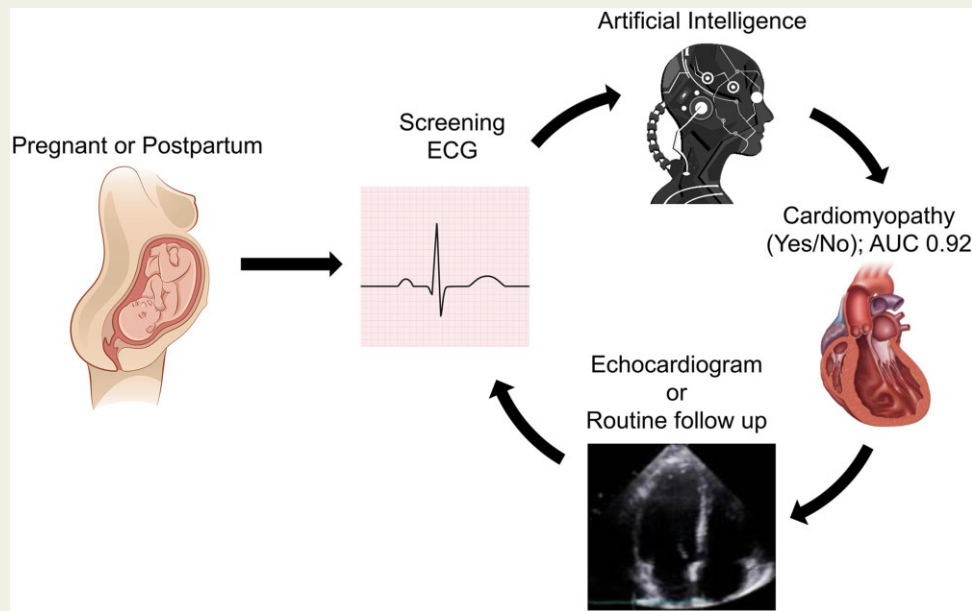 Artificial Intelligence
Pregnant or Postpartum
Screening
ECG
Cardiomyopathy
(Yes/No); AUC 0.92
Echocardiogram
or
Routine follow up